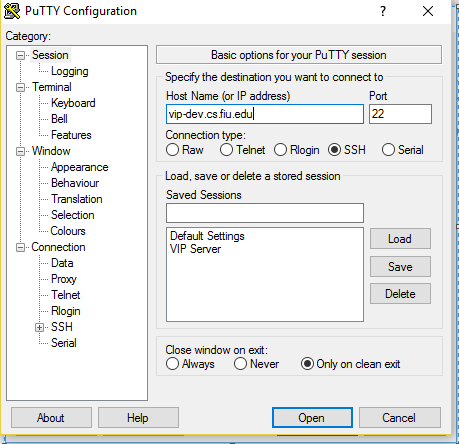 PuTTY Configuration
Category:
Session
Logging
Terminal
Keyboard
Bell
Features
Window
Appearance
Behaviour
Translation
Selection
Colours
Connection
Data
Proxy
Telnet
Rlogin
SSH
Serial
Basic options for your PuTTY session
Specify the destination you want to connect to
Host Name (or IP address) Port
vip-dev.cs.fiu.edu 22
Connection type:
Raw Telnet Rlogin SSH Serial
Load, save or delete a stored session
Saved Sessions
Default Settings
VIP Server
Load
Save
Delete
Close window on exit:
Always Never Only on clean exit
About Help Open Cancel